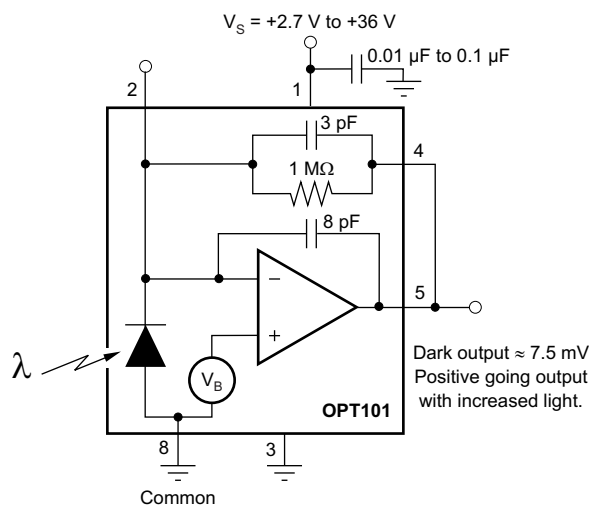 V_S = +2.7 V to +36 V
0.01 µF to 0.1 µF
2
1
3 pF
4
1 MΩ
8 pF
5
−
+
λ
V_B
Dark output ≈ 7.5 mV
Positive going output
with increased light.
OPT101
8
3
Common